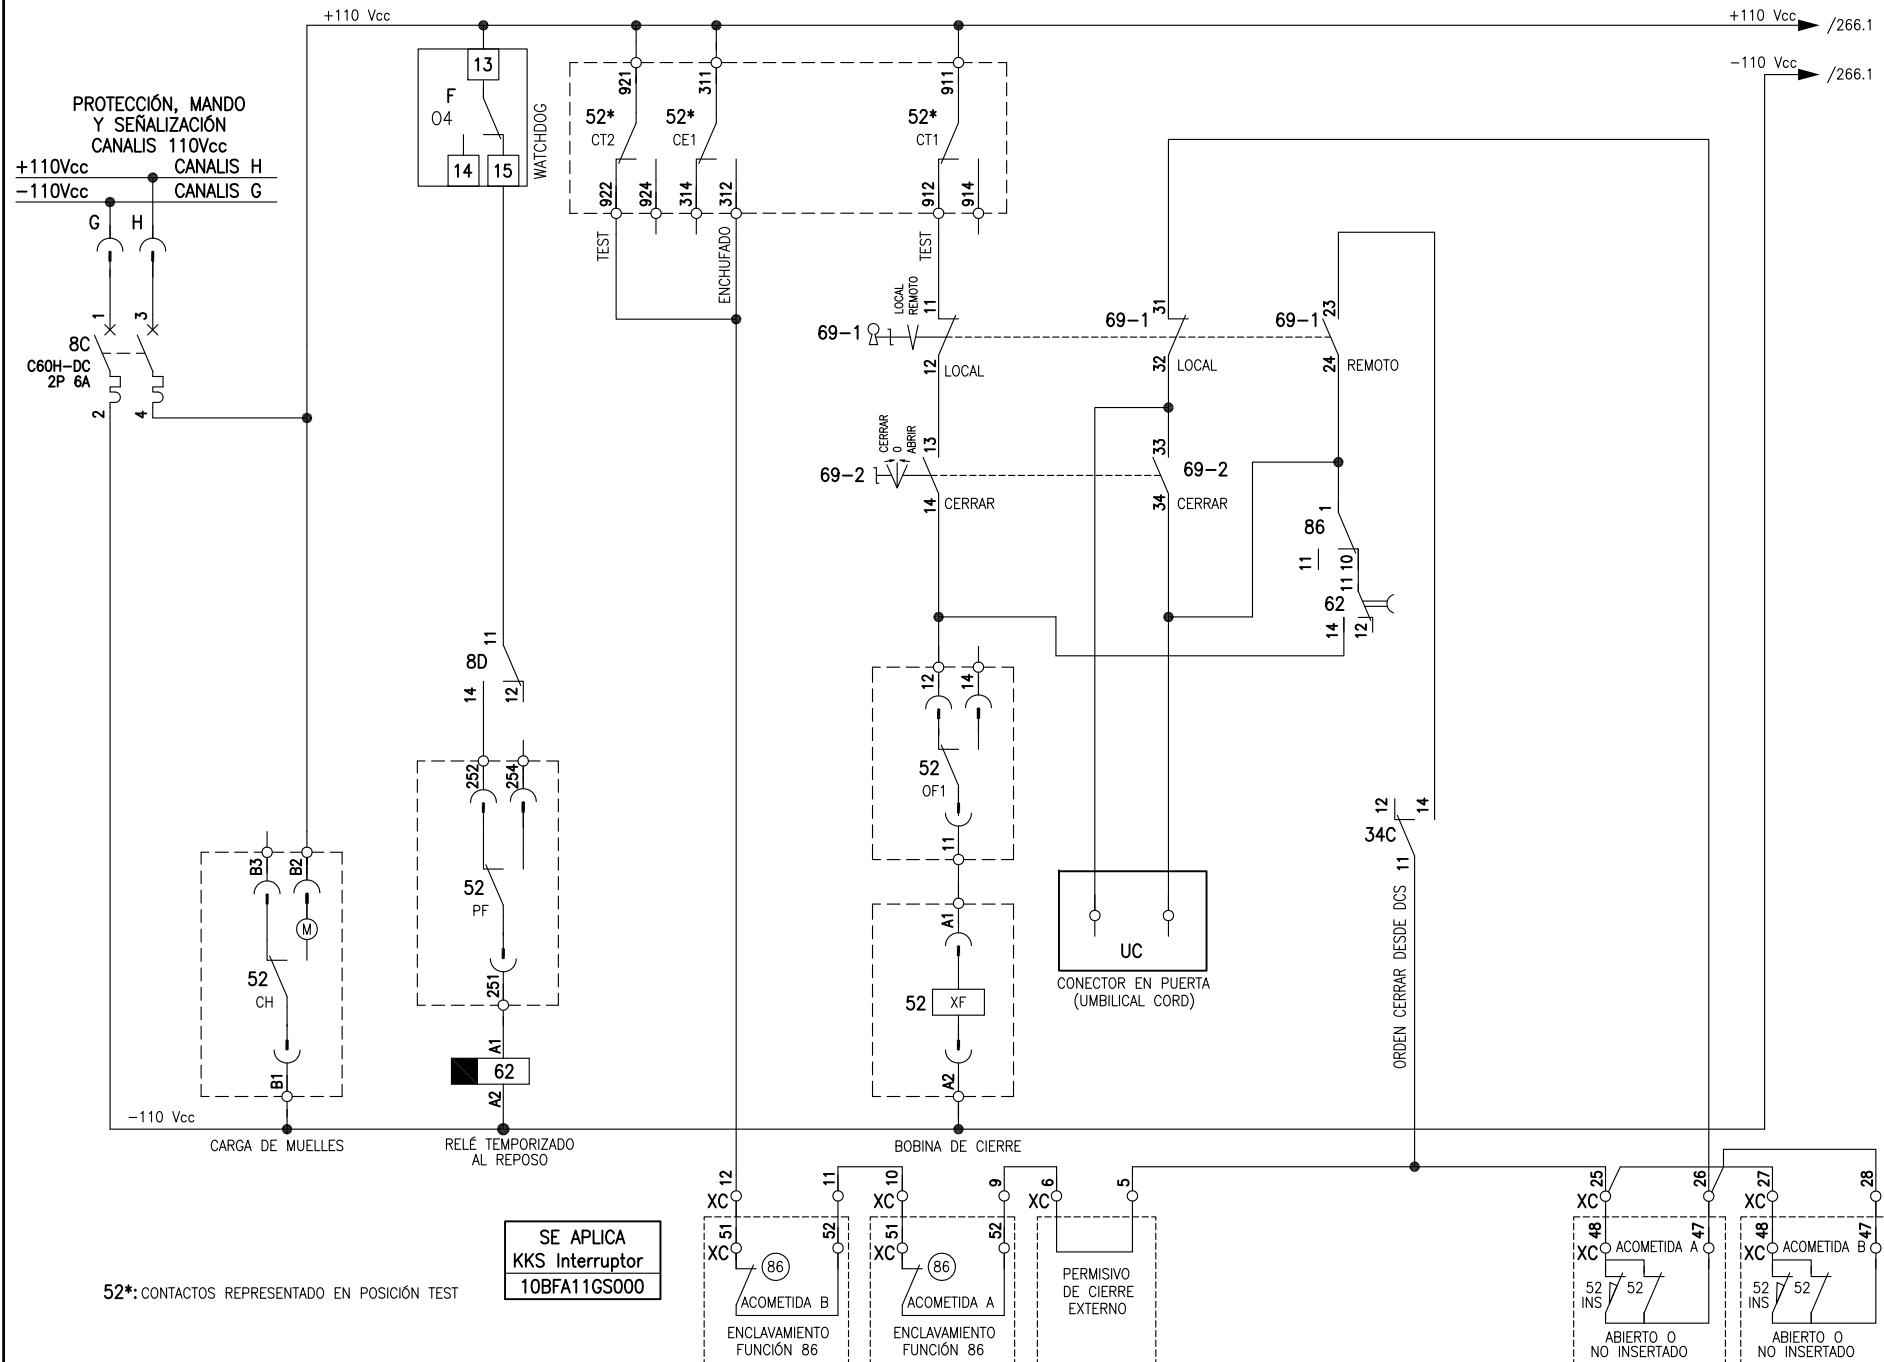 +110 Vcc
+110 Vcc
/266.1
-110 Vcc
/266.1
PROTECCIÓN, MANDO
Y SEÑALIZACIÓN
CANALIS 110Vcc
+110Vcc
CANALIS H
-110Vcc
CANALIS G
G
H
1
3
8C
C60H-DC
2P 6A
2
4
13
F
O4
14
15
WATCHDOG
921
311
911
52*
CT2
52*
CE1
52*
CT1
922
924
314
312
912
914
TEST
ENCHUFADO
TEST
LOCAL
REMOTO
11
69-1
12
LOCAL
31
69-1
32
LOCAL
23
69-1
24
REMOTO
CERRAR
O
ABRIR
13
69-2
14
CERRAR
33
69-2
34
CERRAR
1
86
11
10
11
62
14
12
11
8D
14
12
252
254
52
PF
251
A1
62
A2
RELÉ TEMPORIZADO
AL REPOSO
B3
B2
M
52
CH
B1
-110 Vcc
CARGA DE MUELLES
12
14
52
OF1
11
A1
52
XF
A2
BOBINA DE CIERRE
UC
CONECTOR EN PUERTA
(UMBILICAL CORD)
12
14
34C
11
ORDEN CERRAR DESDE DCS
12
XC
11
10
XC
9
6
XC
5
25
XC
26
27
XC
28
51
XC
52
86
ACOMETIDA B
ENCLAVAMIENTO
FUNCIÓN 86
51
XC
52
86
ACOMETIDA A
ENCLAVAMIENTO
FUNCIÓN 86
PERMISIVO
DE CIERRE
EXTERNO
48
XC
47
ACOMETIDA A
52
INS
52
ABIERTO O
NO INSERTADO
48
XC
47
ACOMETIDA B
52
INS
52
ABIERTO O
NO INSERTADO
SE APLICA
KKS Interruptor
10BFA11GS000
52*: CONTACTOS REPRESENTADO EN POSICIÓN TEST